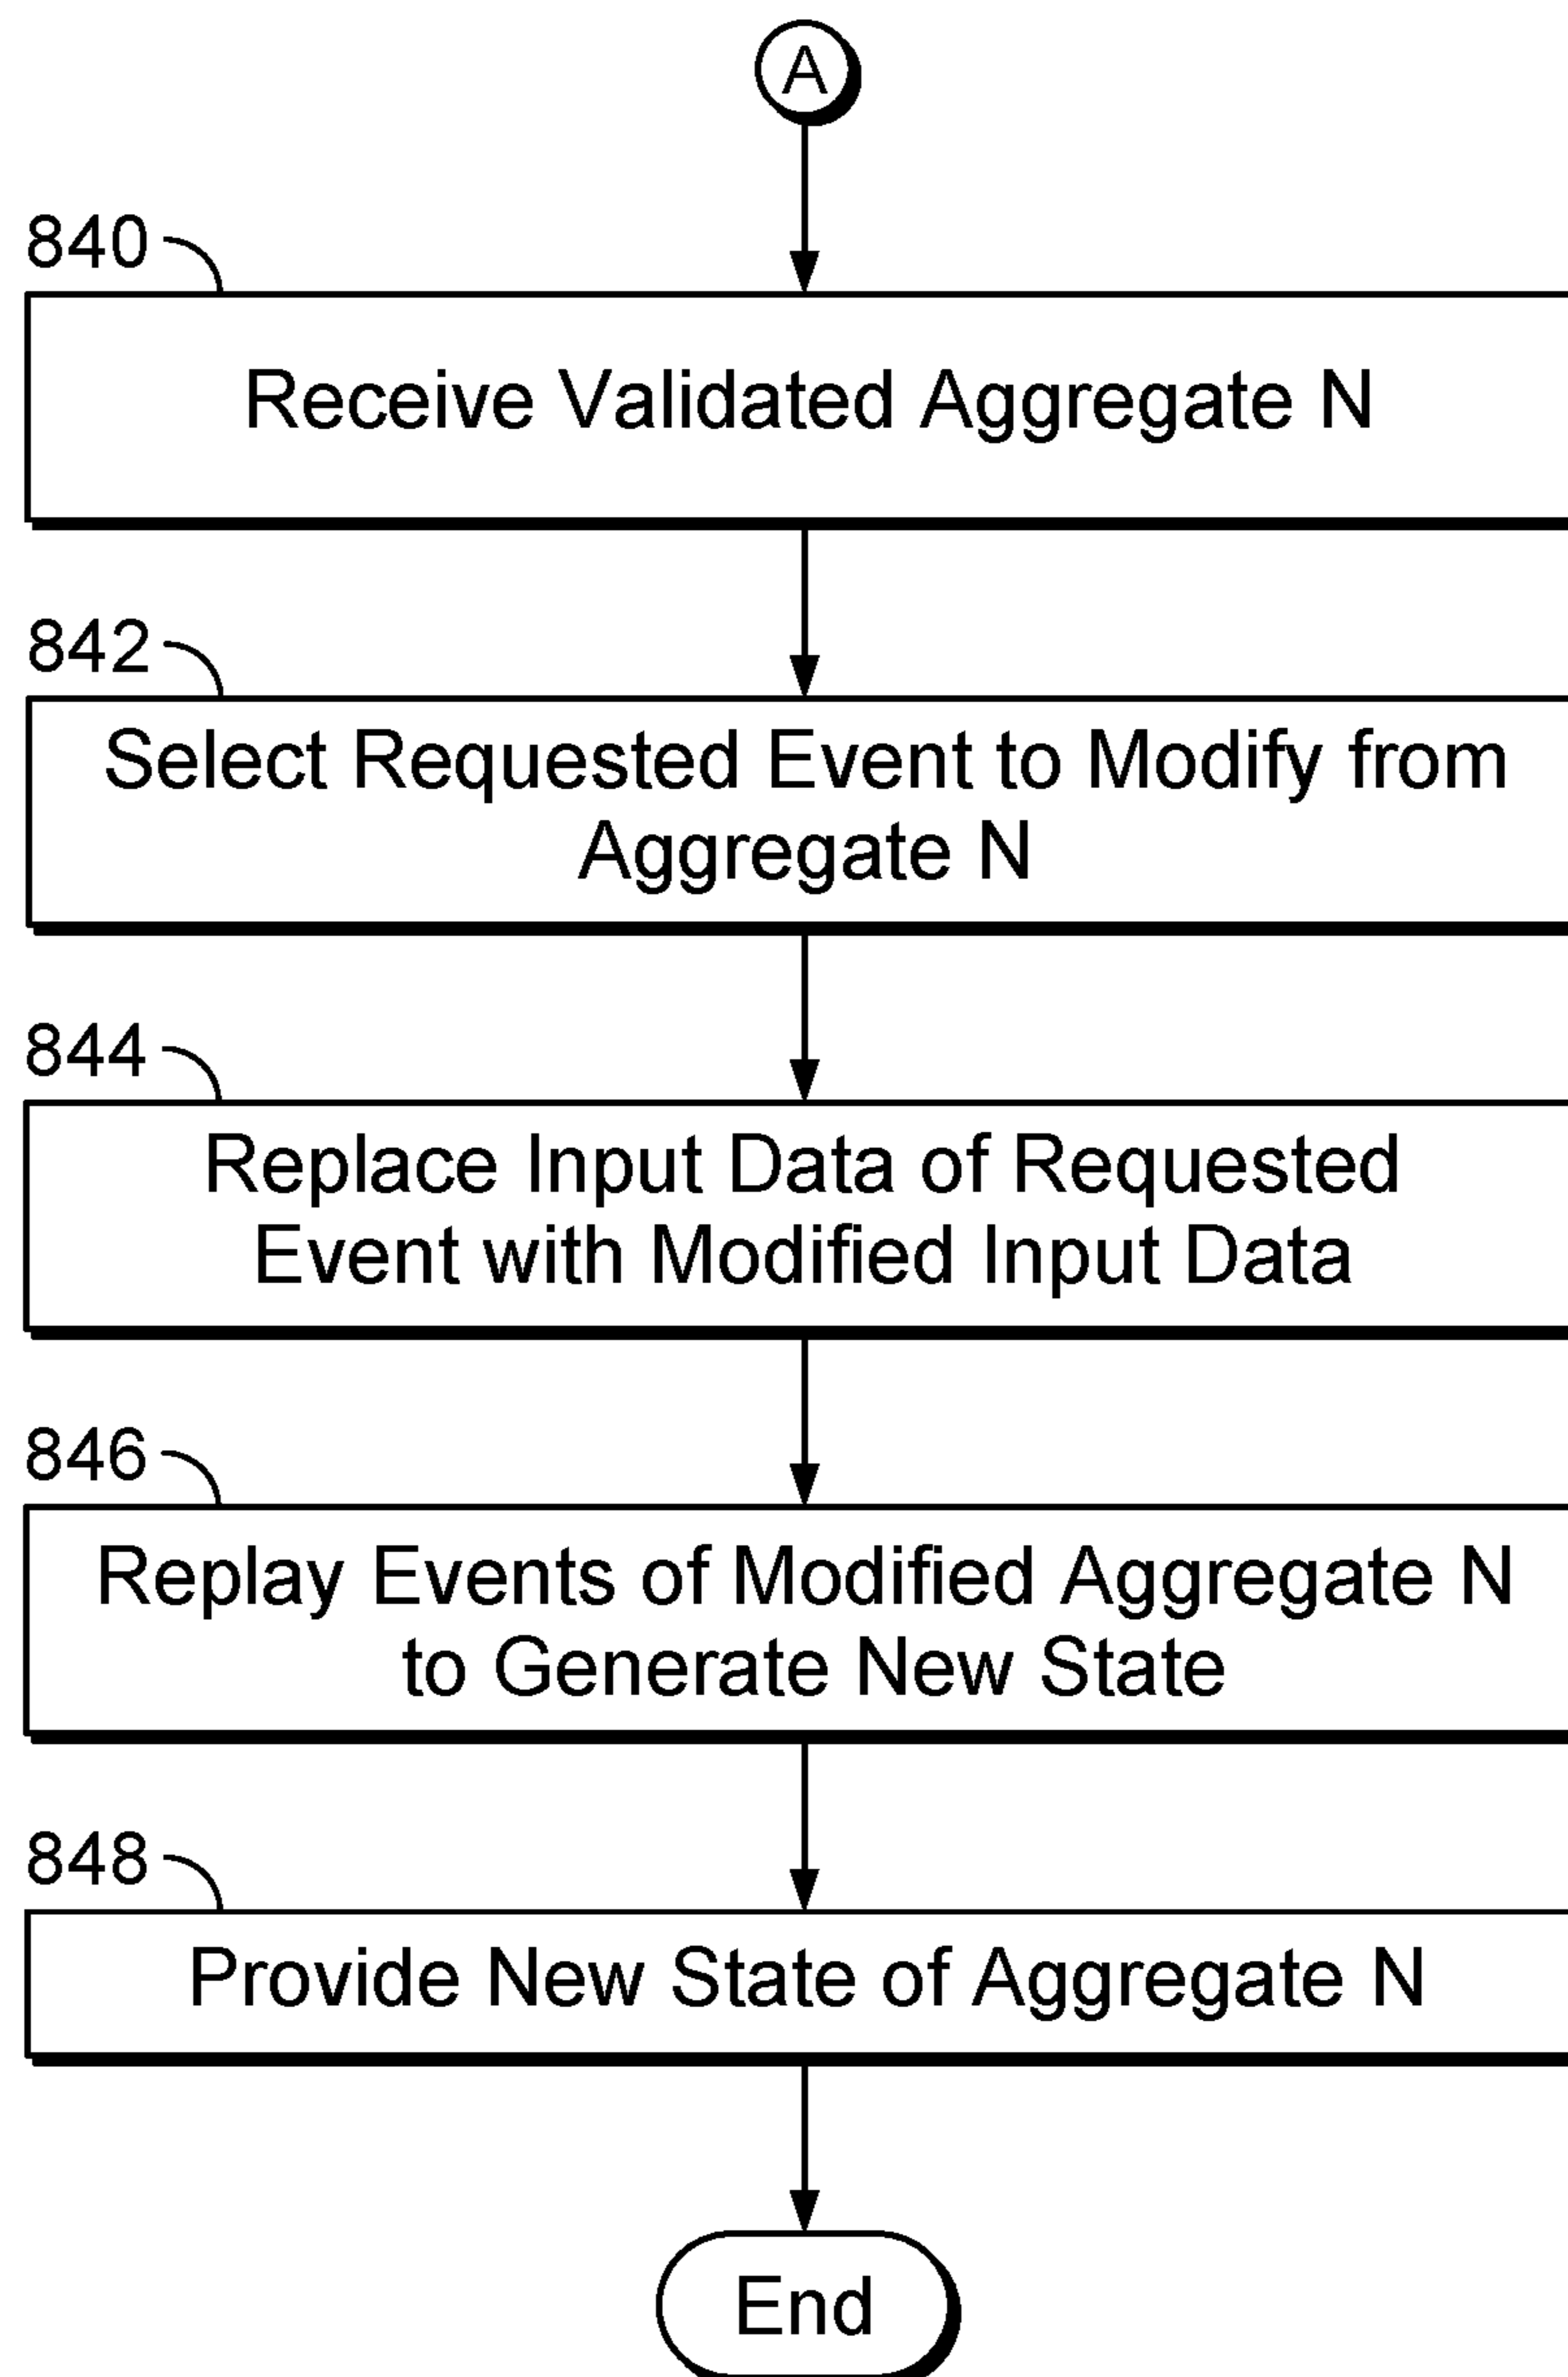 A
840
Receive Validated Aggregate N
842
Select Requested Event to Modify from
Aggregate N
844
Replace Input Data of Requested
Event with Modified Input Data
846
Replay Events of Modified Aggregate N
to Generate New State
848
Provide New State of Aggregate N
End